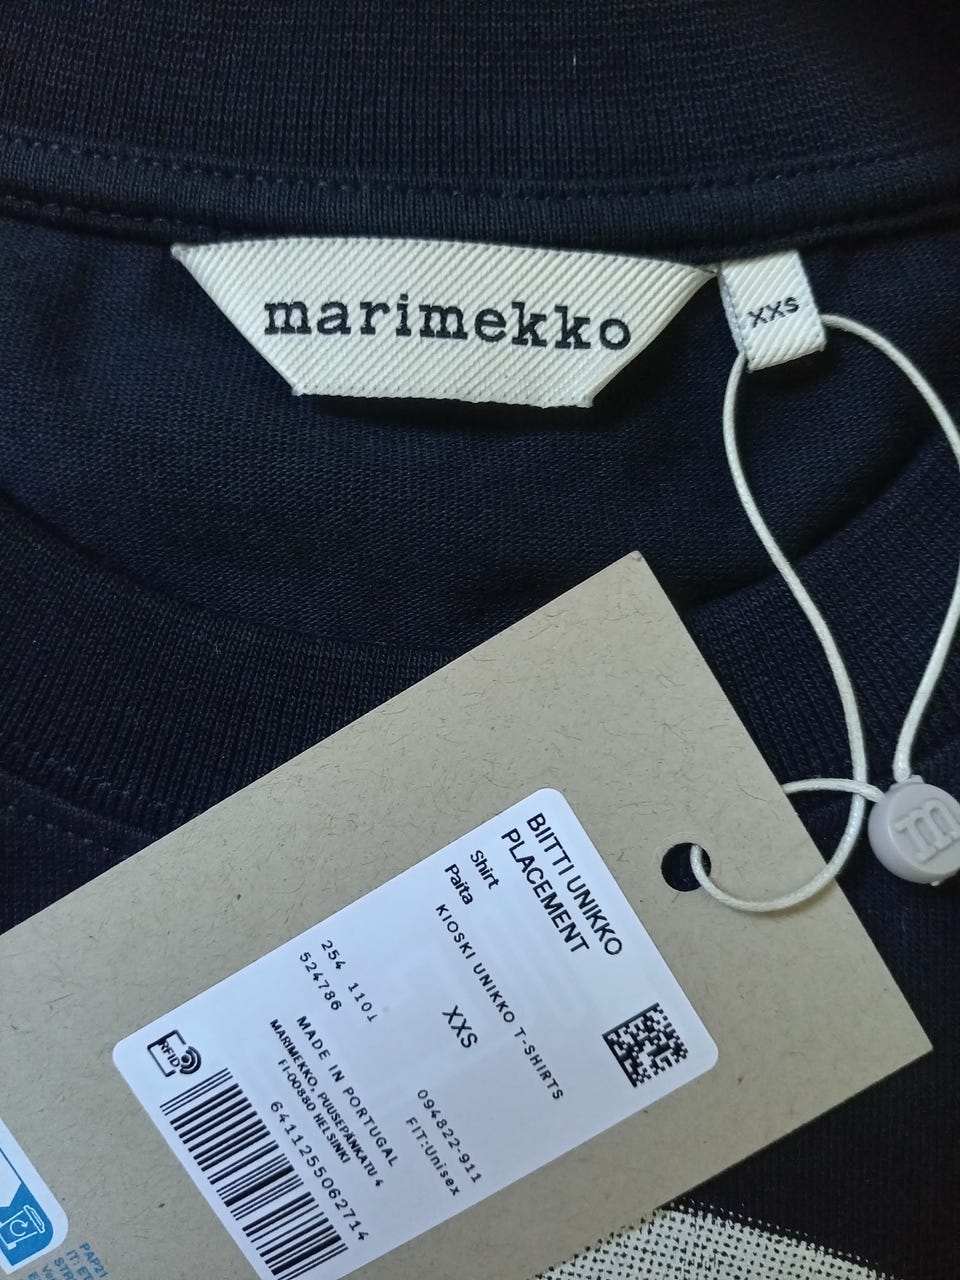 marimekko
xxs
m
BIITTI UNIKKO
PLACEMENT
Shirt
Paita
KIOSKI UNIKKO T-SHIRTS
XXS
094822-911
FIT:Unisex
254 1101
524786
MADE IN PORTUGAL
MARIMEKKO, PUUSEPÄNKATU 4
FI-00880 HELSINKI
RFID
6411255062714
PAP21